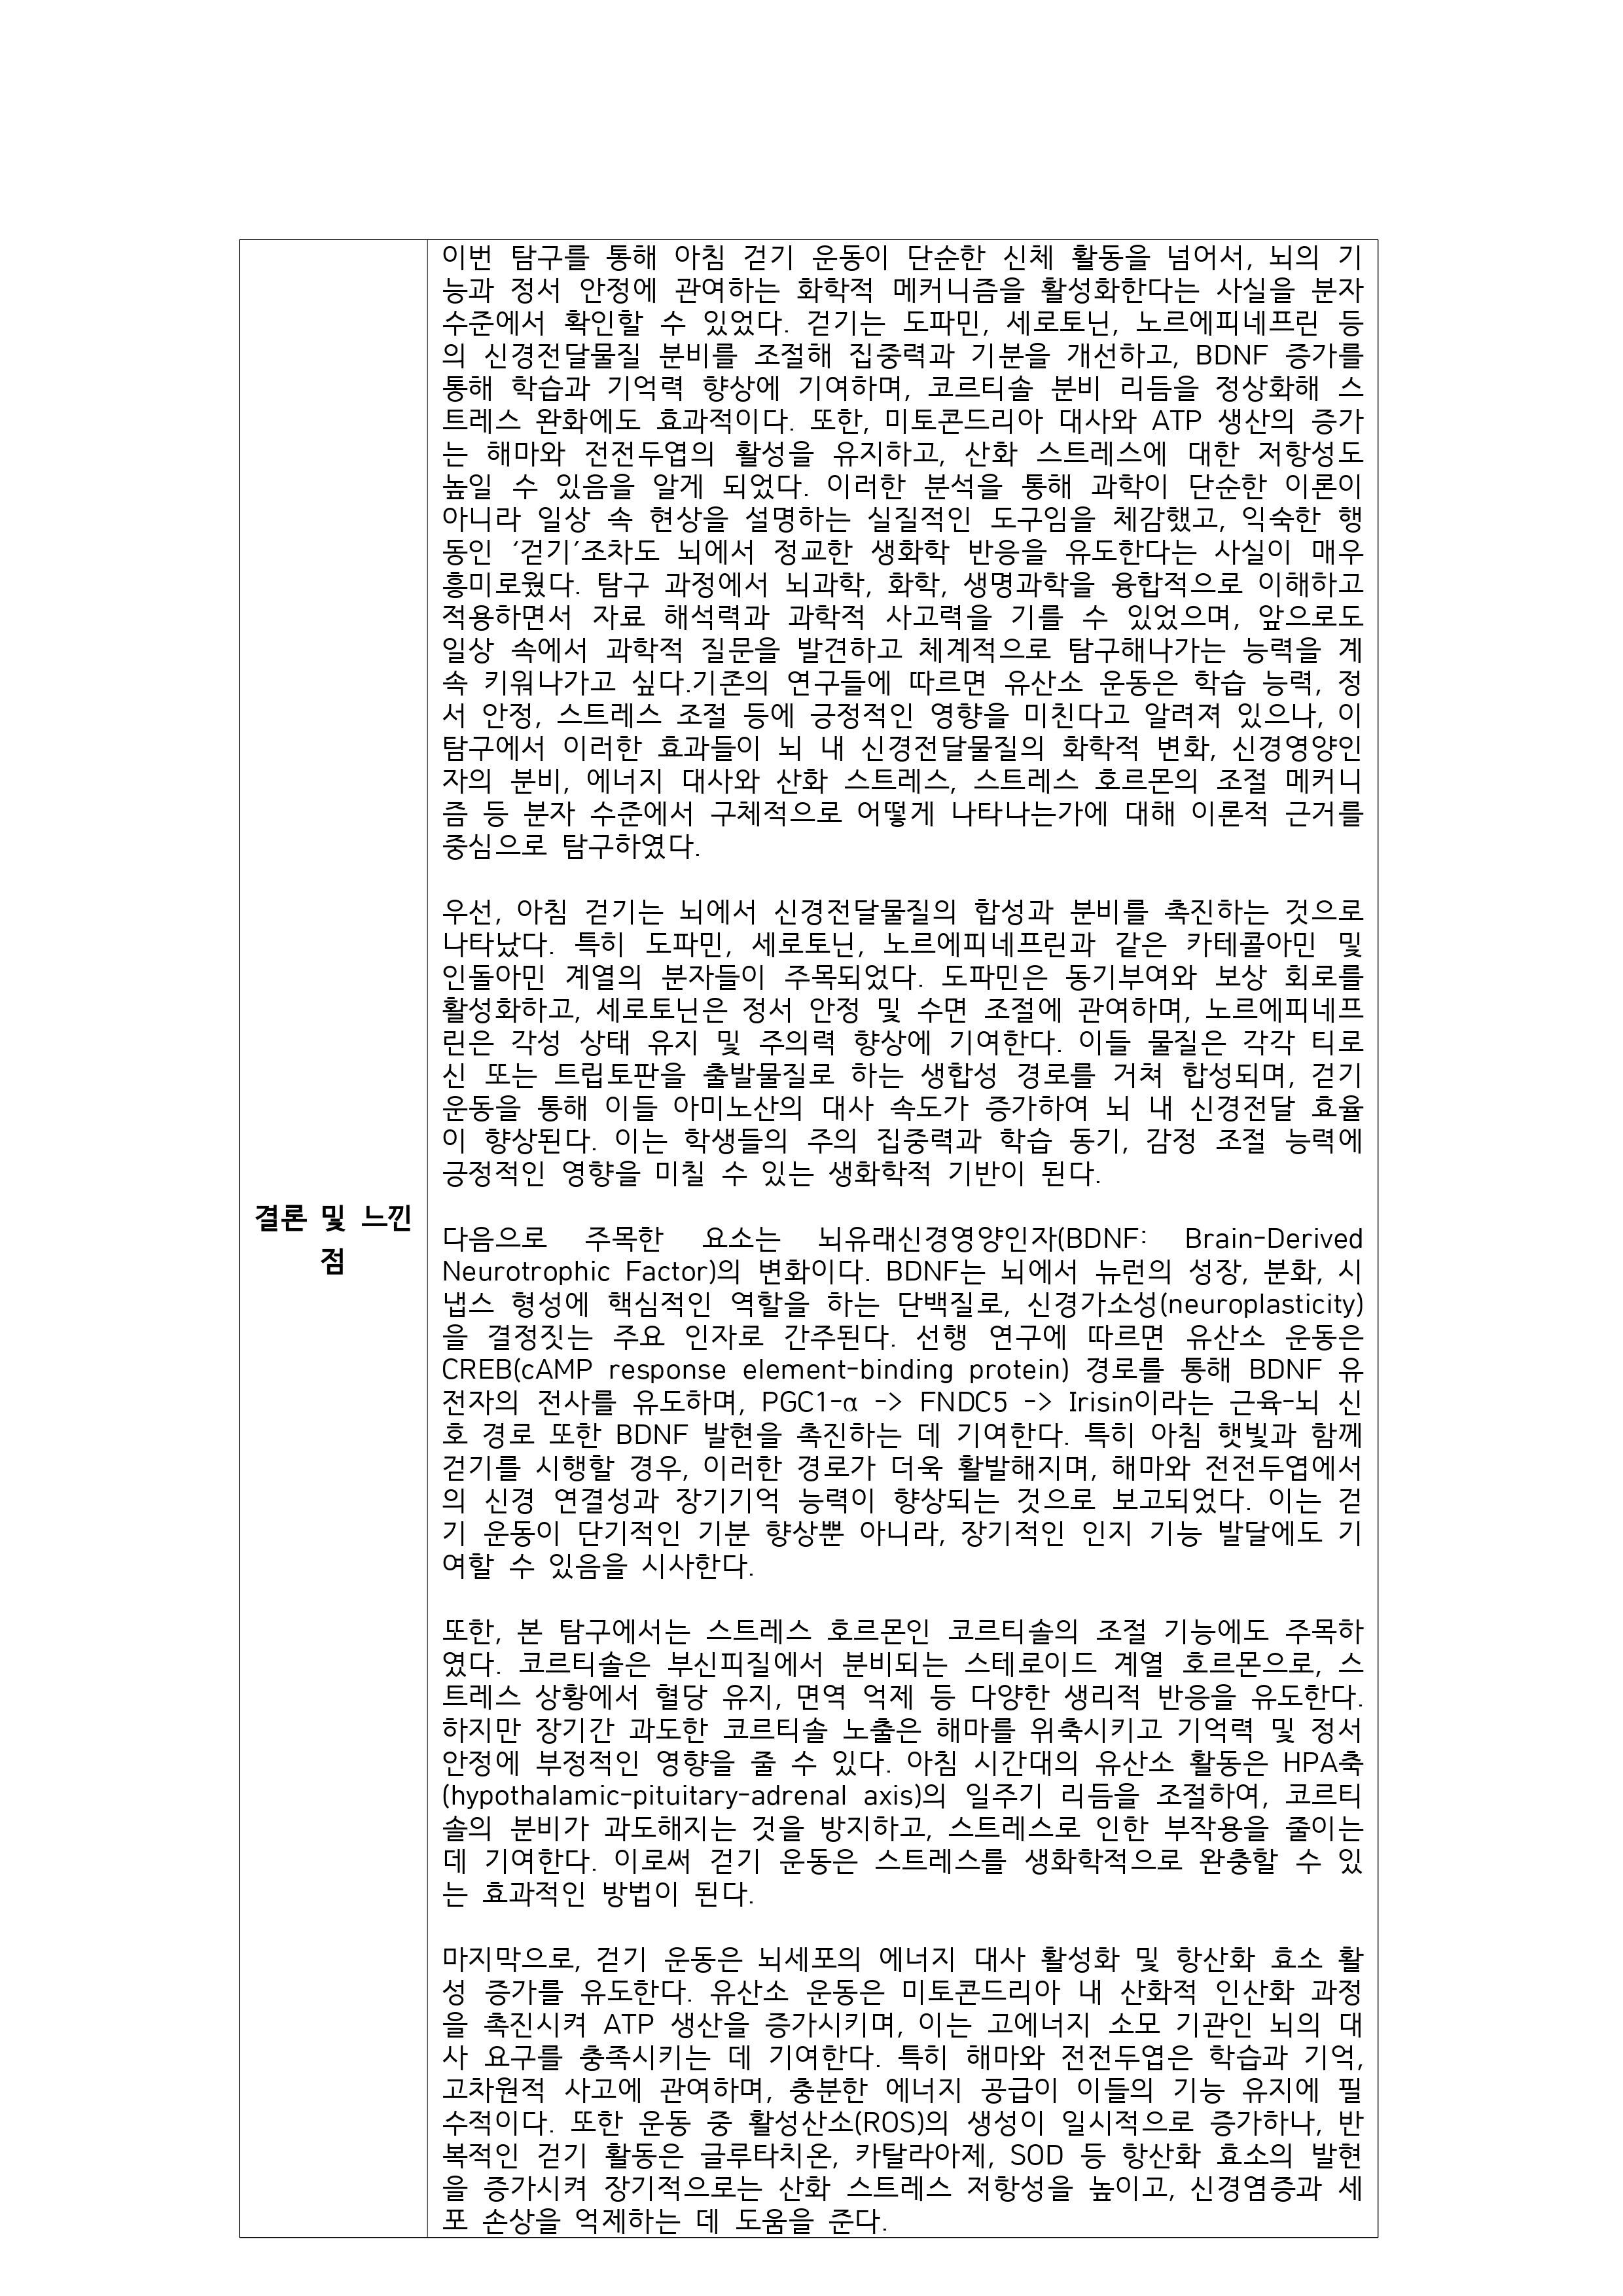 이번 탐구를 통해 아침 걷기 운동이 단순한 신체 활동을 넘어서, 뇌의 기
능과 정서 안정에 관여하는 화학적 메커니즘을 활성화한다는 사실을 분자
수준에서 확인할 수 있었다. 걷기는 도파민, 세로토닌, 노르에피네프린 등
의 신경전달물질 분비를 조절해 집중력과 기분을 개선하고, BDNF 증가를
통해 학습과 기억력 향상에 기여하며, 코르티솔 분비 리듬을 정상화해 스
트레스 완화에도 효과적이다. 또한, 미토콘드리아 대사와 ATP 생산의 증가
는 해마와 전전두엽의 활성을 유지하고, 산화 스트레스에 대한 저항성도
높일 수 있음을 알게 되었다. 이러한 분석을 통해 과학이 단순한 이론이
아니라 일상 속 현상을 설명하는 실질적인 도구임을 체감했고, 익숙한 행
동인 ‘걷기’조차도 뇌에서 정교한 생화학 반응을 유도한다는 사실이 매우
흥미로웠다. 탐구 과정에서 뇌과학, 화학, 생명과학을 융합적으로 이해하고
적용하면서 자료 해석력과 과학적 사고력을 기를 수 있었으며, 앞으로도
일상 속에서 과학적 질문을 발견하고 체계적으로 탐구해나가는 능력을 계
속 키워나가고 싶다.기존의 연구들에 따르면 유산소 운동은 학습 능력, 정
서 안정, 스트레스 조절 등에 긍정적인 영향을 미친다고 알려져 있으나, 이
탐구에서 이러한 효과들이 뇌 내 신경전달물질의 화학적 변화, 신경영양인
자의 분비, 에너지 대사와 산화 스트레스, 스트레스 호르몬의 조절 메커니
즘 등 분자 수준에서 구체적으로 어떻게 나타나는가에 대해 이론적 근거를
중심으로 탐구하였다.
우선, 아침 걷기는 뇌에서 신경전달물질의 합성과 분비를 촉진하는 것으로
나타났다. 특히 도파민, 세로토닌, 노르에피네프린과 같은 카테콜아민 및
인돌아민 계열의 분자들이 주목되었다. 도파민은 동기부여와 보상 회로를
활성화하고, 세로토닌은 정서 안정 및 수면 조절에 관여하며, 노르에피네프
린은 각성 상태 유지 및 주의력 향상에 기여한다. 이들 물질은 각각 티로
신 또는 트립토판을 출발물질로 하는 생합성 경로를 거쳐 합성되며, 걷기
운동을 통해 이들 아미노산의 대사 속도가 증가하여 뇌 내 신경전달 효율
이 향상된다. 이는 학생들의 주의 집중력과 학습 동기, 감정 조절 능력에
긍정적인 영향을 미칠 수 있는 생화학적 기반이 된다.
결론 및 느낀
점
다음으로 주목한 요소는 뇌유래신경영양인자(BDNF: Brain-Derived
Neurotrophic Factor)의 변화이다. BDNF는 뇌에서 뉴런의 성장, 분화, 시
냅스 형성에 핵심적인 역할을 하는 단백질로, 신경가소성(neuroplasticity)
을 결정짓는 주요 인자로 간주된다. 선행 연구에 따르면 유산소 운동은
CREB(cAMP response element-binding protein) 경로를 통해 BDNF 유
전자의 전사를 유도하며, PGC1-α -> FNDC5 -> Irisin이라는 근육-뇌 신
호 경로 또한 BDNF 발현을 촉진하는 데 기여한다. 특히 아침 햇빛과 함께
걷기를 시행할 경우, 이러한 경로가 더욱 활발해지며, 해마와 전전두엽에서
의 신경 연결성과 장기기억 능력이 향상되는 것으로 보고되었다. 이는 걷
기 운동이 단기적인 기분 향상뿐 아니라, 장기적인 인지 기능 발달에도 기
여할 수 있음을 시사한다.
또한, 본 탐구에서는 스트레스 호르몬인 코르티솔의 조절 기능에도 주목하
였다. 코르티솔은 부신피질에서 분비되는 스테로이드 계열 호르몬으로, 스
트레스 상황에서 혈당 유지, 면역 억제 등 다양한 생리적 반응을 유도한다.
하지만 장기간 과도한 코르티솔 노출은 해마를 위축시키고 기억력 및 정서
안정에 부정적인 영향을 줄 수 있다. 아침 시간대의 유산소 활동은 HPA축
(hypothalamic-pituitary-adrenal axis)의 일주기 리듬을 조절하여, 코르티
솔의 분비가 과도해지는 것을 방지하고, 스트레스로 인한 부작용을 줄이는
데 기여한다. 이로써 걷기 운동은 스트레스를 생화학적으로 완충할 수 있
는 효과적인 방법이 된다.
마지막으로, 걷기 운동은 뇌세포의 에너지 대사 활성화 및 항산화 효소 활
성 증가를 유도한다. 유산소 운동은 미토콘드리아 내 산화적 인산화 과정
을 촉진시켜 ATP 생산을 증가시키며, 이는 고에너지 소모 기관인 뇌의 대
사 요구를 충족시키는 데 기여한다. 특히 해마와 전전두엽은 학습과 기억,
고차원적 사고에 관여하며, 충분한 에너지 공급이 이들의 기능 유지에 필
수적이다. 또한 운동 중 활성산소(ROS)의 생성이 일시적으로 증가하나, 반
복적인 걷기 활동은 글루타치온, 카탈라아제, SOD 등 항산화 효소의 발현
을 증가시켜 장기적으로는 산화 스트레스 저항성을 높이고, 신경염증과 세
포 손상을 억제하는 데 도움을 준다.